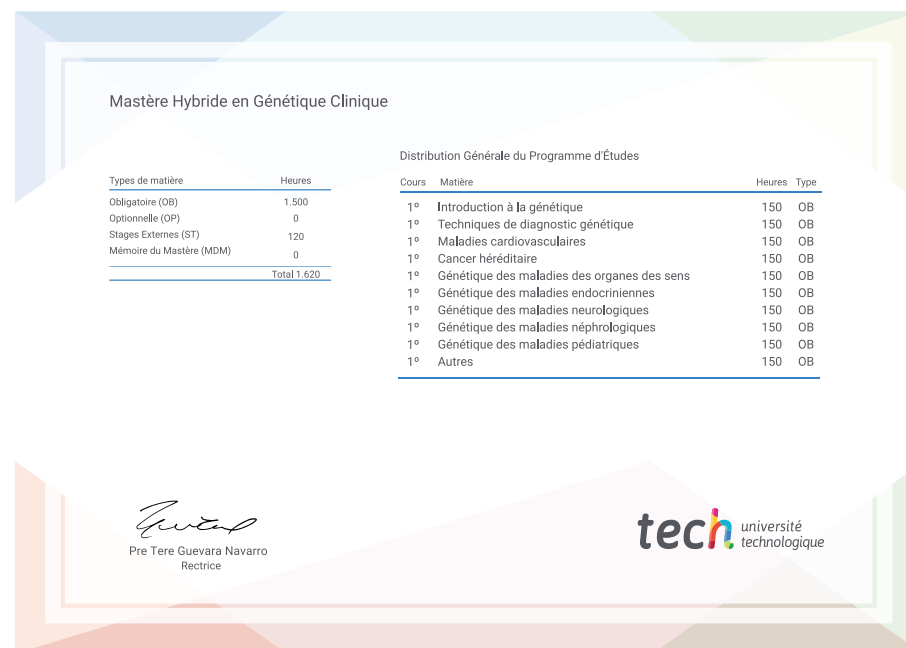 Mastère Hybride en Génétique Clinique
Types de matière Heures
Obligatoire (OB) 1.500
Optionnelle (OP) 0
Stages Externes (ST) 120
Mémoire du Mastère (MDM) 0
Total 1.620
Distribution Générale du Programme d'Études
Cours Matière Heures Type
1º Introduction à la génétique 150 OB
1º Techniques de diagnostic génétique 150 OB
1º Maladies cardiovasculaires 150 OB
1º Cancer héréditaire 150 OB
1º Génétique des maladies des organes des sens 150 OB
1º Génétique des maladies endocriniennes 150 OB
1º Génétique des maladies neurologiques 150 OB
1º Génétique des maladies néphrologiques 150 OB
1º Génétique des maladies pédiatriques 150 OB
1º Autres 150 OB
Pre Tere Guevara Navarro
Rectrice
tech université
technologique